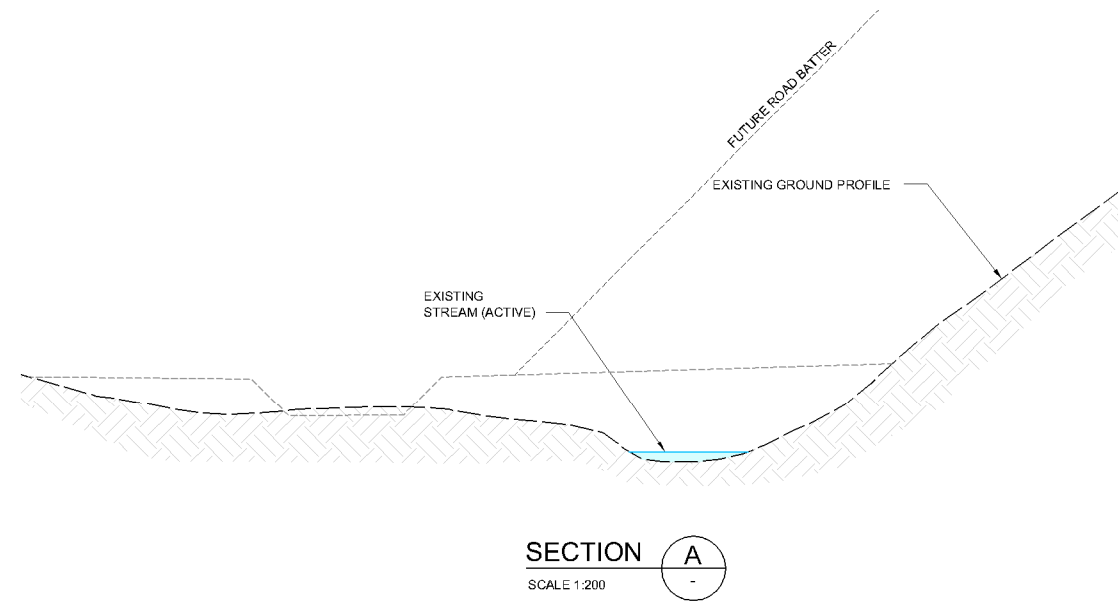 FUTURE ROAD BATTER
EXISTING GROUND PROFILE
EXISTING
STREAM (ACTIVE)
SECTION
A
SCALE 1:200
-